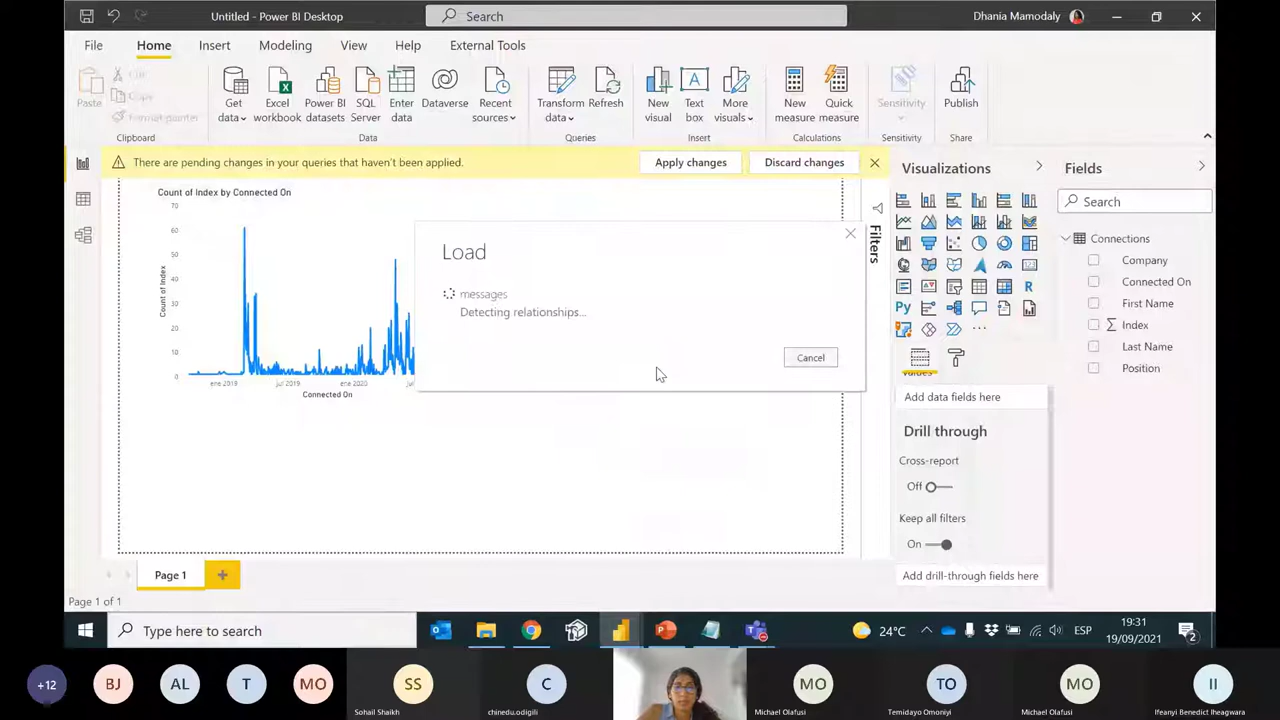 Untitled - Power BI Desktop
Search
Dhania Mamodaly
File
Home
Insert
Modeling
View
Help
External Tools
Paste
Cut
Copy
Format painter
Get data
Excel workbook
Power BI datasets
SQL Server
Enter data
Dataverse
Recent sources
Transform data
Refresh
New visual
Text box
More visuals
New measure
Quick measure
Sensitivity
Publish
Clipboard
Data
Queries
Insert
Calculations
Sensitivity
Share
There are pending changes in your queries that haven't been applied.
Apply changes
Discard changes
Count of Index by Connected On
70
60
50
40
30
20
10
0
Count of Index
ene 2019
jul 2019
ene 2020
Connected On
Load
messages
Detecting relationships...
Cancel
Filters
Visualizations
Py
R
Values
Add data fields here
Drill through
Cross-report
Off
Keep all filters
On
Add drill-through fields here
Fields
Search
Connections
Company
Connected On
First Name
Index
Last Name
Position
Page 1
Page 1 of 1
Type here to search
24°C
ESP
19:31
19/09/2021
2
+12
BJ
AL
T
MO
SS
Sohail Shaikh
C
chinedu.odigili
MO
Michael Olafusi
TO
Temidayo Omoniyi
MO
Michael Olafusi
II
Ifeanyi Benedict Iheagwara